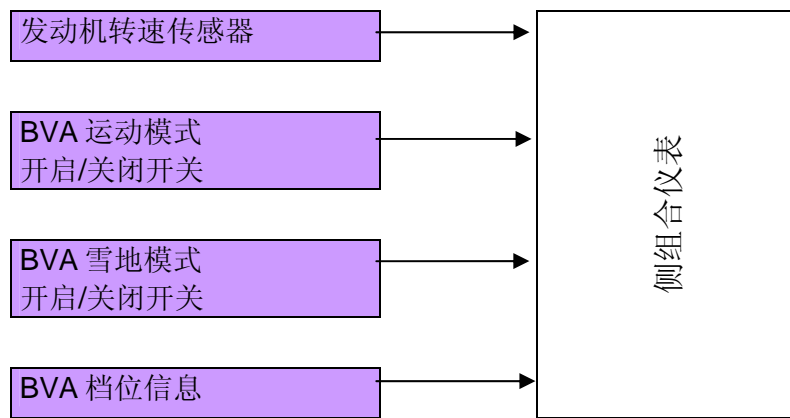 发动机转速传感器
BVA 运动模式
开启/关闭开关
BVA 雪地模式
开启/关闭开关
BVA 档位信息
侧组合仪表